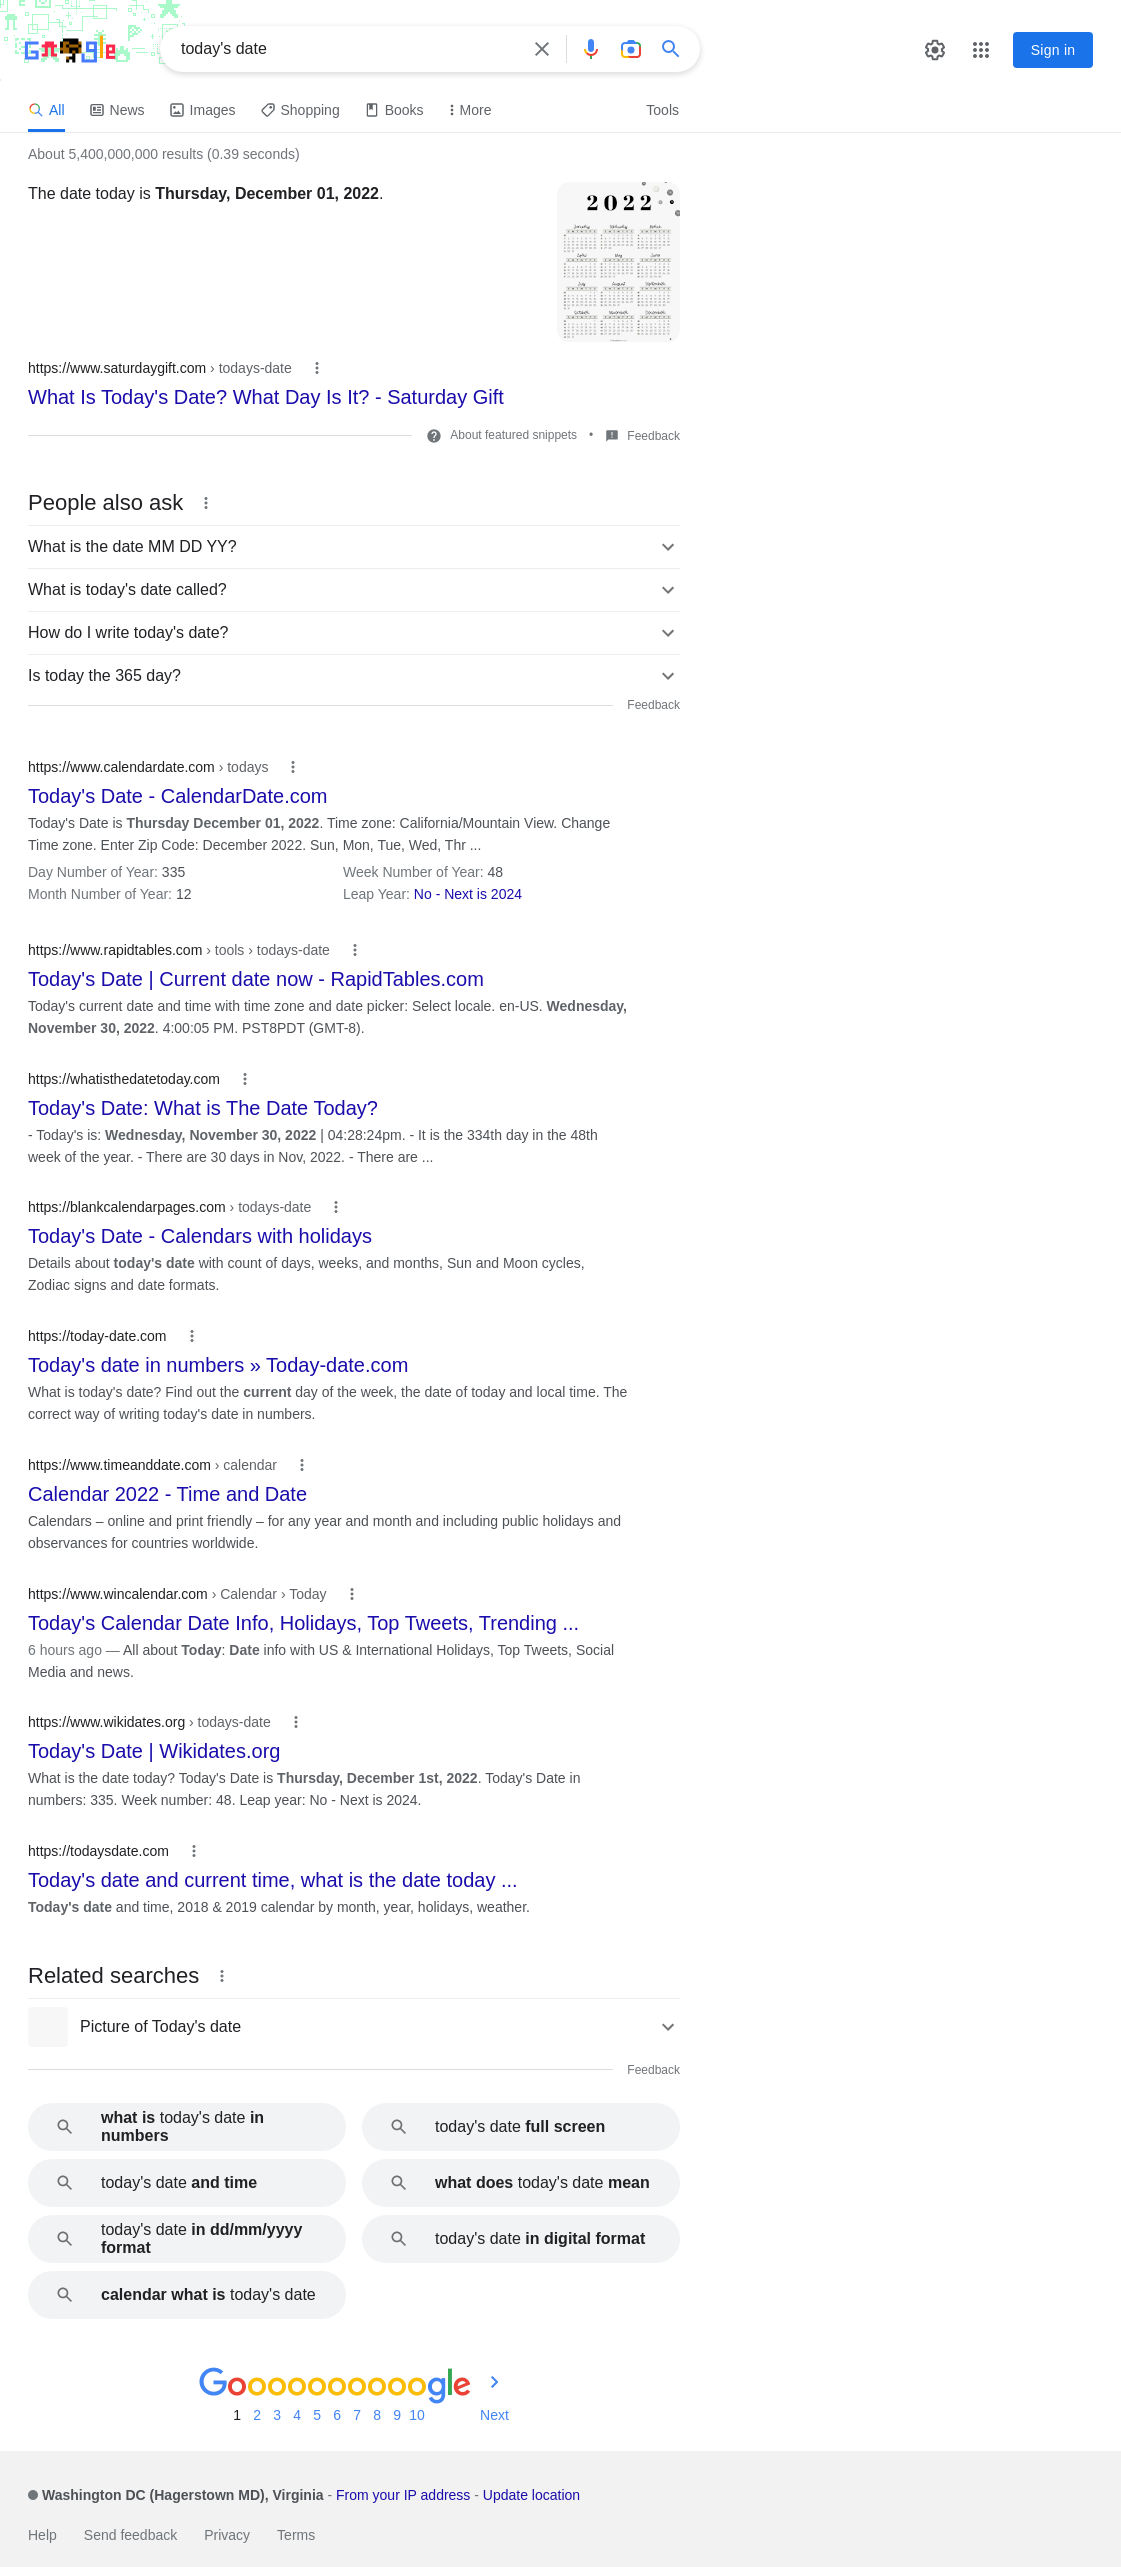 Google
today's date
Sign in
All News Images Shopping Books More Tools
About 5,400,000,000 results (0.39 seconds)
The date today is Thursday, December 01, 2022.
2022
https://www.saturdaygift.com › todays-date
What Is Today's Date? What Day Is It? - Saturday Gift
About featured snippets • Feedback
People also ask
What is the date MM DD YY?
What is today's date called?
How do I write today's date?
Is today the 365 day?
Feedback
https://www.calendardate.com › todays
Today's Date - CalendarDate.com
Today's Date is Thursday December 01, 2022. Time zone: California/Mountain View. Change
Time zone. Enter Zip Code: December 2022. Sun, Mon, Tue, Wed, Thr ...
Day Number of Year: 335 Week Number of Year: 48
Month Number of Year: 12 Leap Year: No - Next is 2024
https://www.rapidtables.com › tools › todays-date
Today's Date | Current date now - RapidTables.com
Today's current date and time with time zone and date picker: Select locale. en-US. Wednesday,
November 30, 2022. 4:00:05 PM. PST8PDT (GMT-8).
https://whatisthedatetoday.com
Today's Date: What is The Date Today?
- Today's is: Wednesday, November 30, 2022 | 04:28:24pm. - It is the 334th day in the 48th
week of the year. - There are 30 days in Nov, 2022. - There are ...
https://blankcalendarpages.com › todays-date
Today's Date - Calendars with holidays
Details about today's date with count of days, weeks, and months, Sun and Moon cycles,
Zodiac signs and date formats.
https://today-date.com
Today's date in numbers » Today-date.com
What is today's date? Find out the current day of the week, the date of today and local time. The
correct way of writing today's date in numbers.
https://www.timeanddate.com › calendar
Calendar 2022 - Time and Date
Calendars – online and print friendly – for any year and month and including public holidays and
observances for countries worldwide.
https://www.wincalendar.com › Calendar › Today
Today's Calendar Date Info, Holidays, Top Tweets, Trending ...
6 hours ago — All about Today: Date info with US & International Holidays, Top Tweets, Social
Media and news.
https://www.wikidates.org › todays-date
Today's Date | Wikidates.org
What is the date today? Today's Date is Thursday, December 1st, 2022. Today's Date in
numbers: 335. Week number: 48. Leap year: No - Next is 2024.
https://todaysdate.com
Today's date and current time, what is the date today ...
Today's date and time, 2018 & 2019 calendar by month, year, holidays, weather.
Related searches
Picture of Today's date
Feedback
what is today's date in
numbers
today's date full screen
today's date and time
what does today's date mean
today's date in dd/mm/yyyy
format
today's date in digital format
calendar what is today's date
Goooooooooogle
1 2 3 4 5 6 7 8 9 10 Next
Washington DC (Hagerstown MD), Virginia - From your IP address - Update location
Help Send feedback Privacy Terms